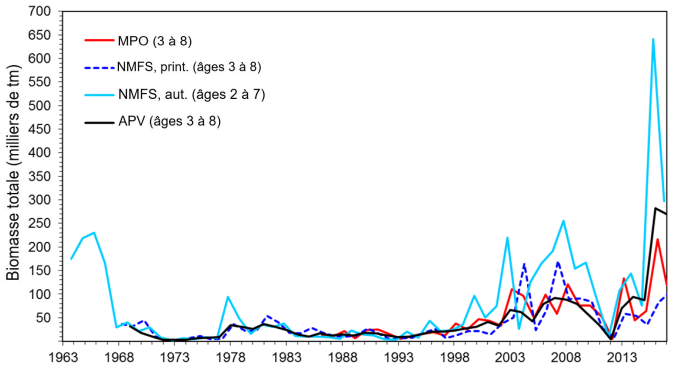 Biomasse totale (milliers de tm)
700
650
600
550
500
450
400
350
300
250
200
150
100
50
MPO (3 à 8)
NMFS, print. (âges 3 à 8)
NMFS, aut. (âges 2 à 7)
APV (âges 3 à 8)
1963 1968 1973 1978 1983 1988 1993 1998 2003 2008 2013